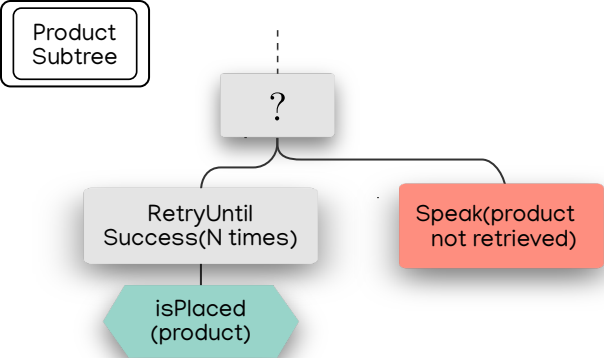 Product
Subtree
?
RetryUntil
Success(N times)
Speak(product
not retrieved)
isPlaced
(product)